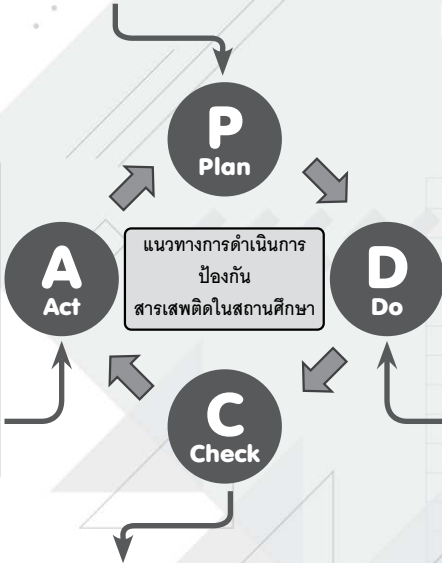 P
Plan
แนวทางการดำเนินการ
ป้องกัน
สารเสพติดในสถานศึกษา
A
Act
D
Do
C
Check